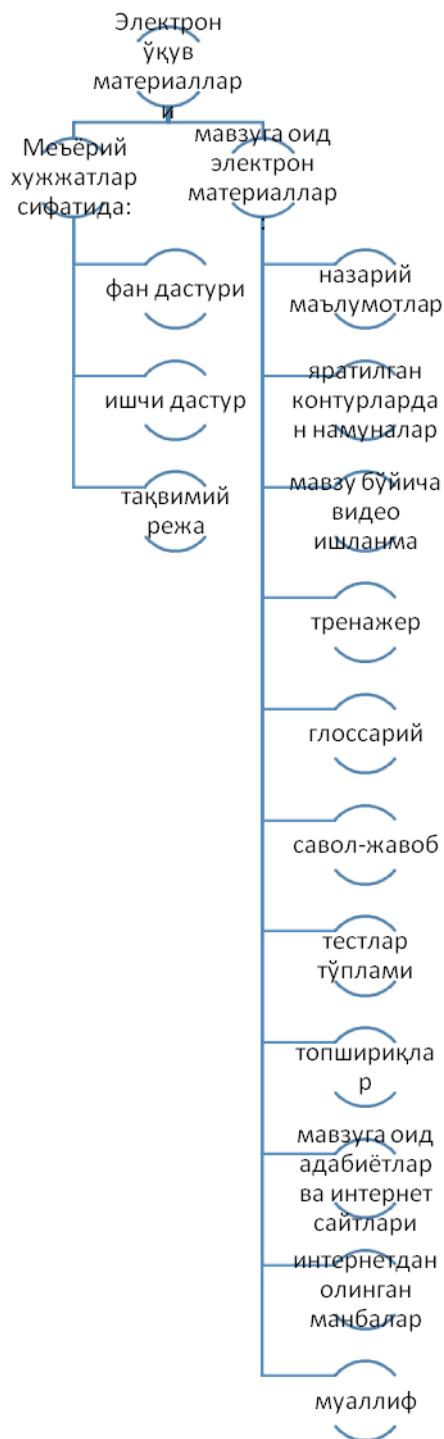 Электрон
ўқув
материаллар
и
Меъёрий
хужжатлар
сифатида:
фан дастури
ишчи дастур
тақвимий
режа
мавзуга оид
электрон
материаллар
:
назарий
маълумотлар
яратилган
контурларда
н намуналар
мавзу бўйича
видео
ишланма
тренажер
глоссарий
савол-жавоб
тестлар
тўплами
топшириқла
р
мавзуга оид
адабиётлар
ва интернет
сайтлари
интернетдан
олинган
манбалар
муаллиф